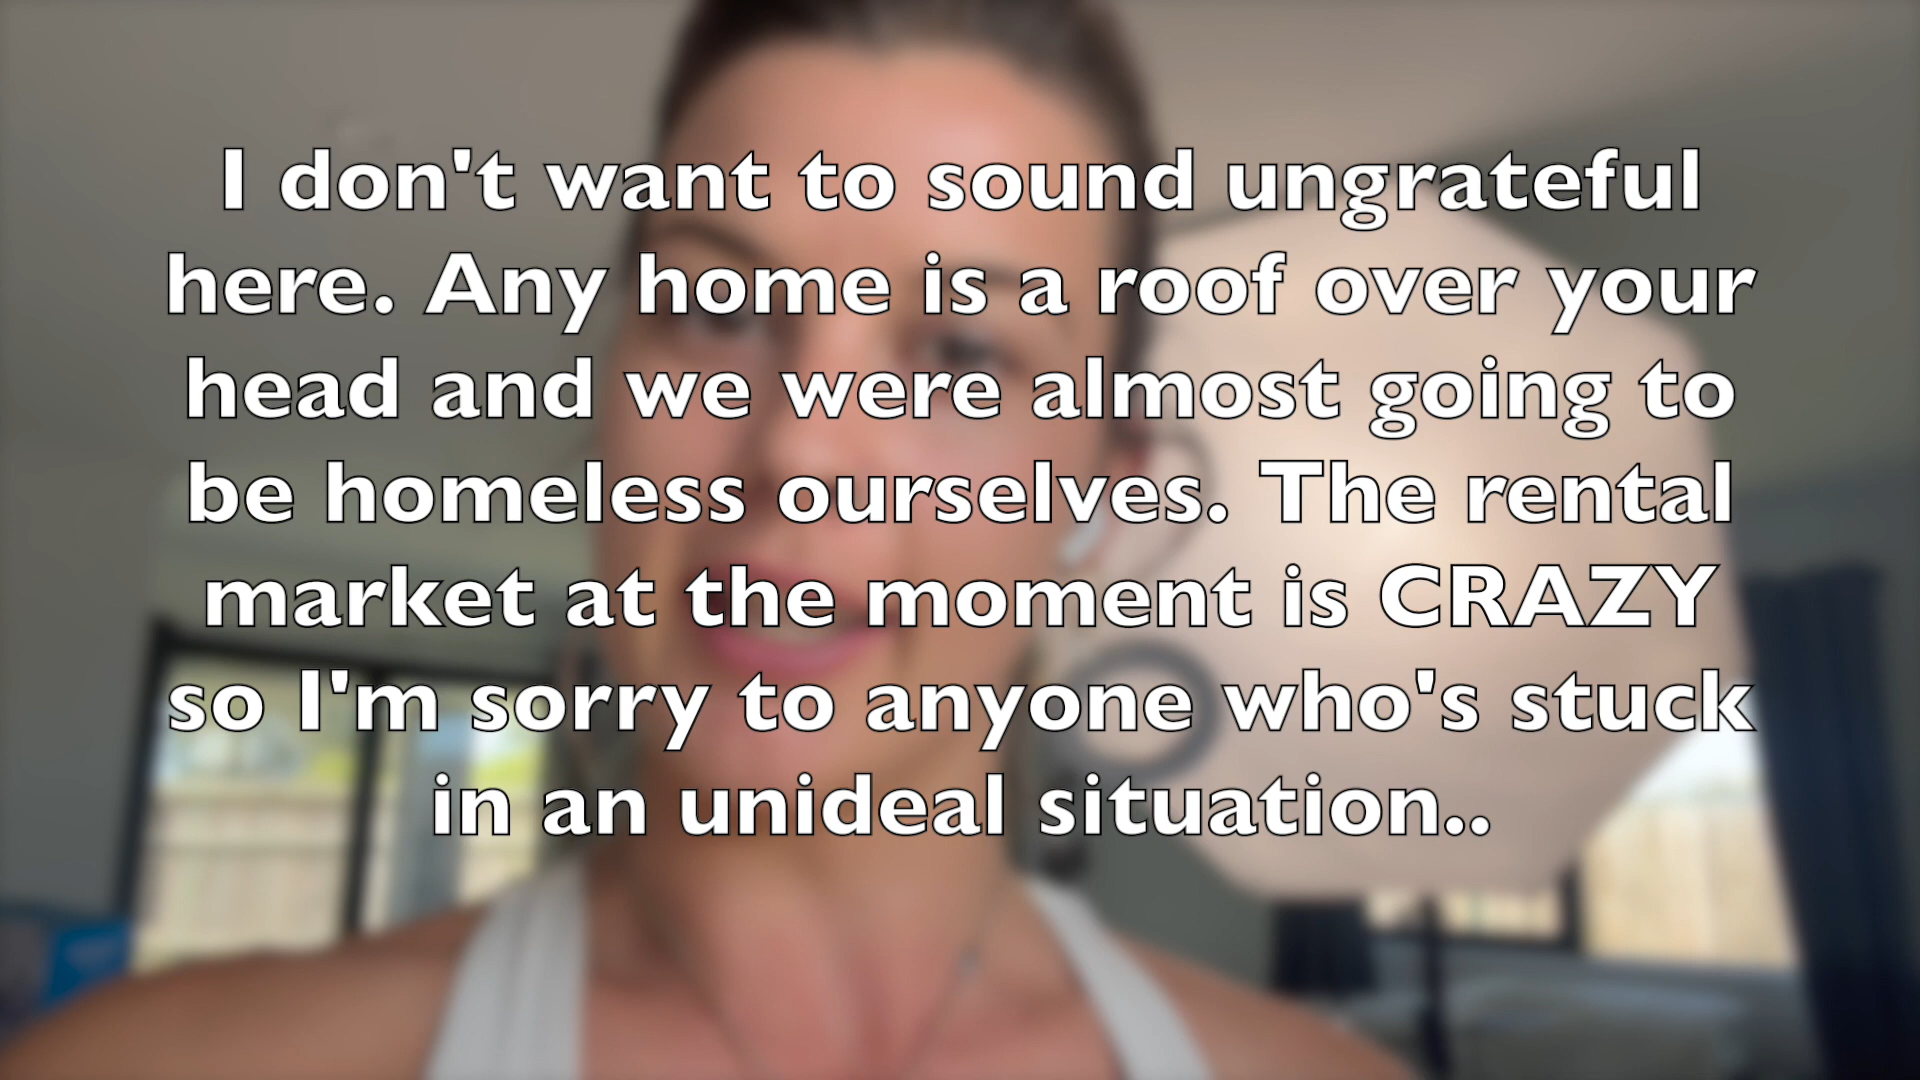 I don't want to sound ungrateful
here. Any home is a roof over your
head and we were almost going to
be homeless ourselves. The rental
market at the moment is CRAZY
so I'm sorry to anyone who's stuck
in an unideal situation..